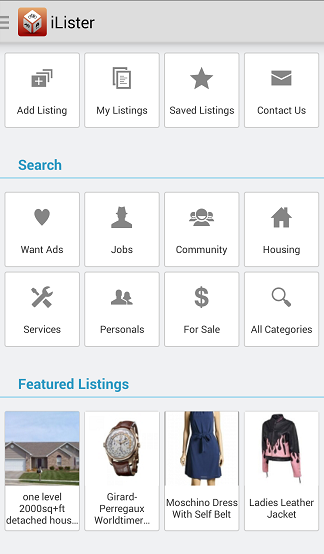 iLister
Add Listing
My Listings
Saved Listings
Contact Us
Search
Want Ads
Jobs
Community
Housing
Services
Personals
For Sale
All Categories
Featured Listings
one level
2000sq+ft
detached hous...
Girard-
Perregaux
Worldtimer...
Moschino Dress
With Self Belt
Ladies Leather
Jacket